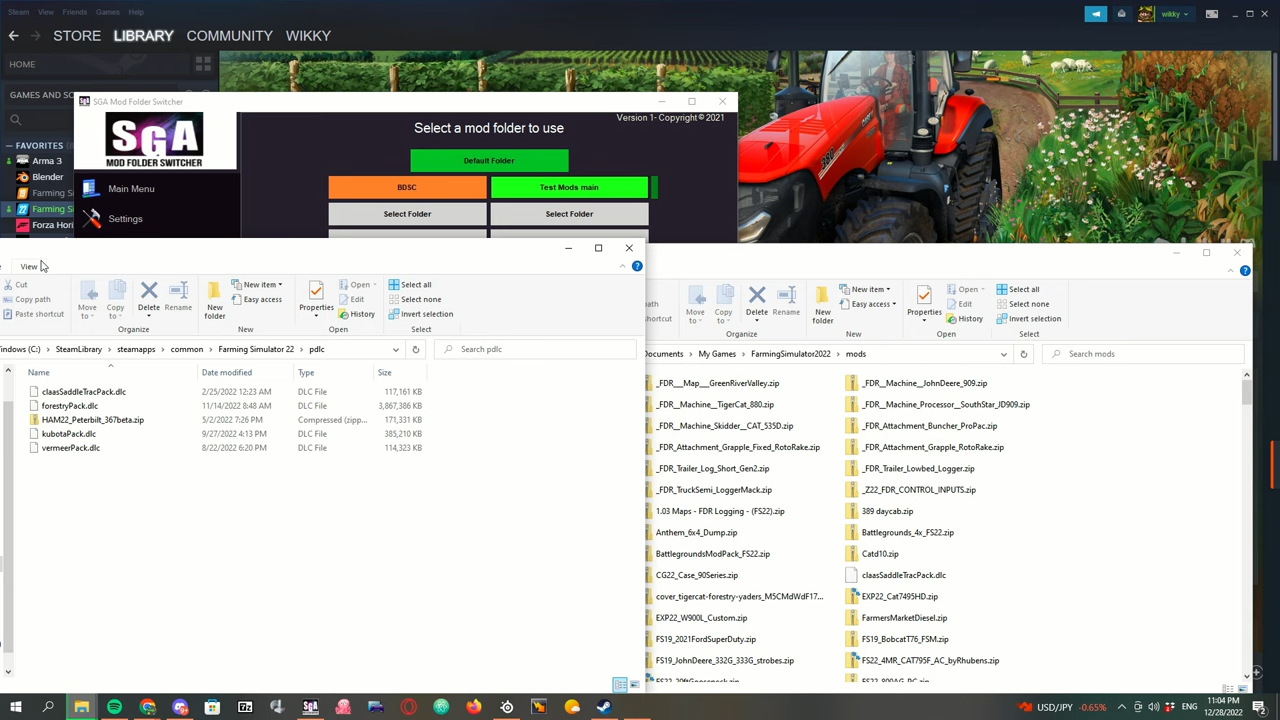 Steam View Friends Games Help
wikky
STORE LIBRARY COMMUNITY WIKKY
HOME
GAMES AND SO
SGA Mod Folder Switcher
SGA
MOD FOLDER SWITCHER
Version 1- Copyright © 2021
Select a mod folder to use
Default Folder
BDSC Test Mods main
Select Folder Select Folder
Main Menu
Settings
FAVORITES
Arma 3
Blender
Farming S
Farming Si
Forza Hori
View
Cut
Copy path
Paste shortcut
Move to
Copy to
Delete
Rename
Organize
New folder
New item
Easy access
New
Properties
Open
Edit
History
Open
Select all
Select none
Invert selection
Select
indows (C:) > SteamLibrary > steamapps > common > Farming Simulator 22 > pdlc
Search pdlc
Name Date modified Type Size
claasSaddleTracPack.dlc 2/25/2022 12:23 AM DLC File 117,161 KB
forestryPack.dlc 11/14/2022 8:48 AM DLC File 3,867,386 KB
HAM22_Peterbilt_367beta.zip 5/2/2022 7:26 PM Compressed (zipp... 171,331 KB
kubotaPack.dlc 9/27/2022 4:13 PM DLC File 385,210 KB
vermeerPack.dlc 8/22/2022 6:20 PM DLC File 114,323 KB
path
shortcut
Move to
Copy to
Delete
Rename
Organize
New folder
New item
Easy access
New
Properties
Open
Edit
History
Open
Select all
Select none
Invert selection
Select
Documents > My Games > FarmingSimulator2022 > mods
Search mods
_FDR__Map__GreenRiverValley.zip _FDR__Machine__JohnDeere_909.zip
_FDR__Machine__TigerCat_880.zip _FDR__Machine_Processor__SouthStar_JD909.zip
_FDR__Machine_Skidder__CAT_535D.zip _FDR_Attachment_Buncher_ProPac.zip
_FDR_Attachment_Grapple_Fixed_RotoRake.zip _FDR_Attachment_Grapple_RotoRake.zip
_FDR_Trailer_Log_Short_Gen2.zip _FDR_Trailer_Lowbed_Logger.zip
_FDR_TruckSemi_LoggerMack.zip _Z22_FDR_CONTROL_INPUTS.zip
1.03 Maps - FDR Logging - (FS22).zip 389 daycab.zip
Anthem_6x4_Dump.zip Battlegrounds_4x_FS22.zip
BattlegroundsModPack_FS22.zip Catd10.zip
CG22_Case_90Series.zip claasSaddleTracPack.dlc
cover_tigercat-forestry-yaders_M5CMdWdF17... EXP22_Cat7495HD.zip
EXP22_W900L_Custom.zip FarmersMarketDiesel.zip
FS19_2021FordSuperDuty.zip FS19_BobcatT76_FSM.zip
FS19_JohnDeere_332G_333G_strobes.zip FS22_4MR_CAT795F_AC_byRhubens.zip
USD/JPY -0.65%
11:04 PM
12/28/2022